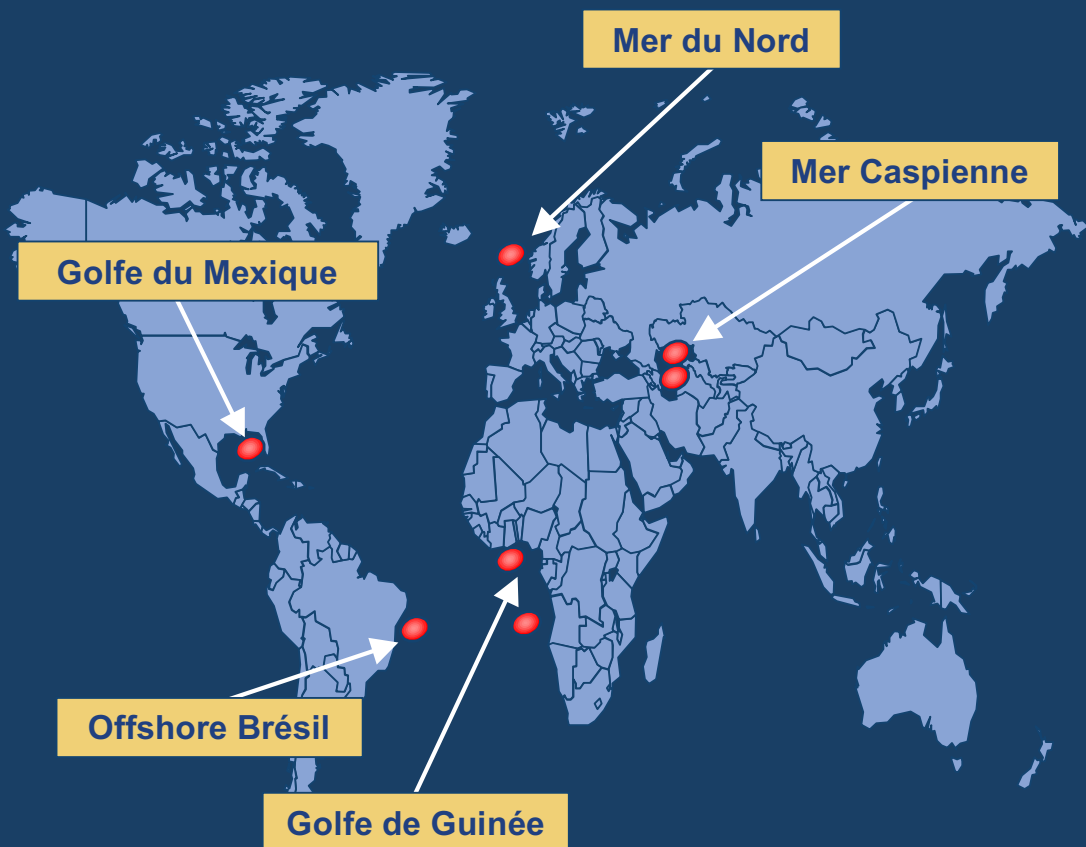 Mer du Nord
Mer Caspienne
Golfe du Mexique
Offshore Brésil
Golfe de Guinée